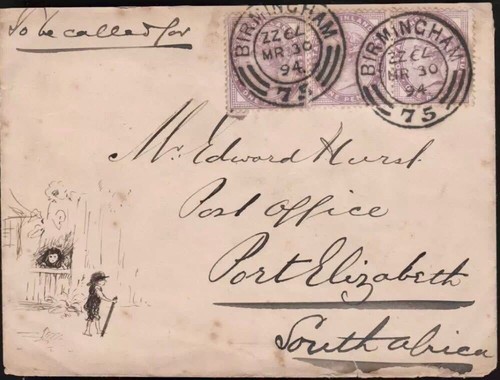 To be called for
BIRMINGHAM
MR 30
94
75
BIRMINGHAM
MR 30
94
75
Mr. Edward Hurst
Post Office
Port Elizabeth
South Africa